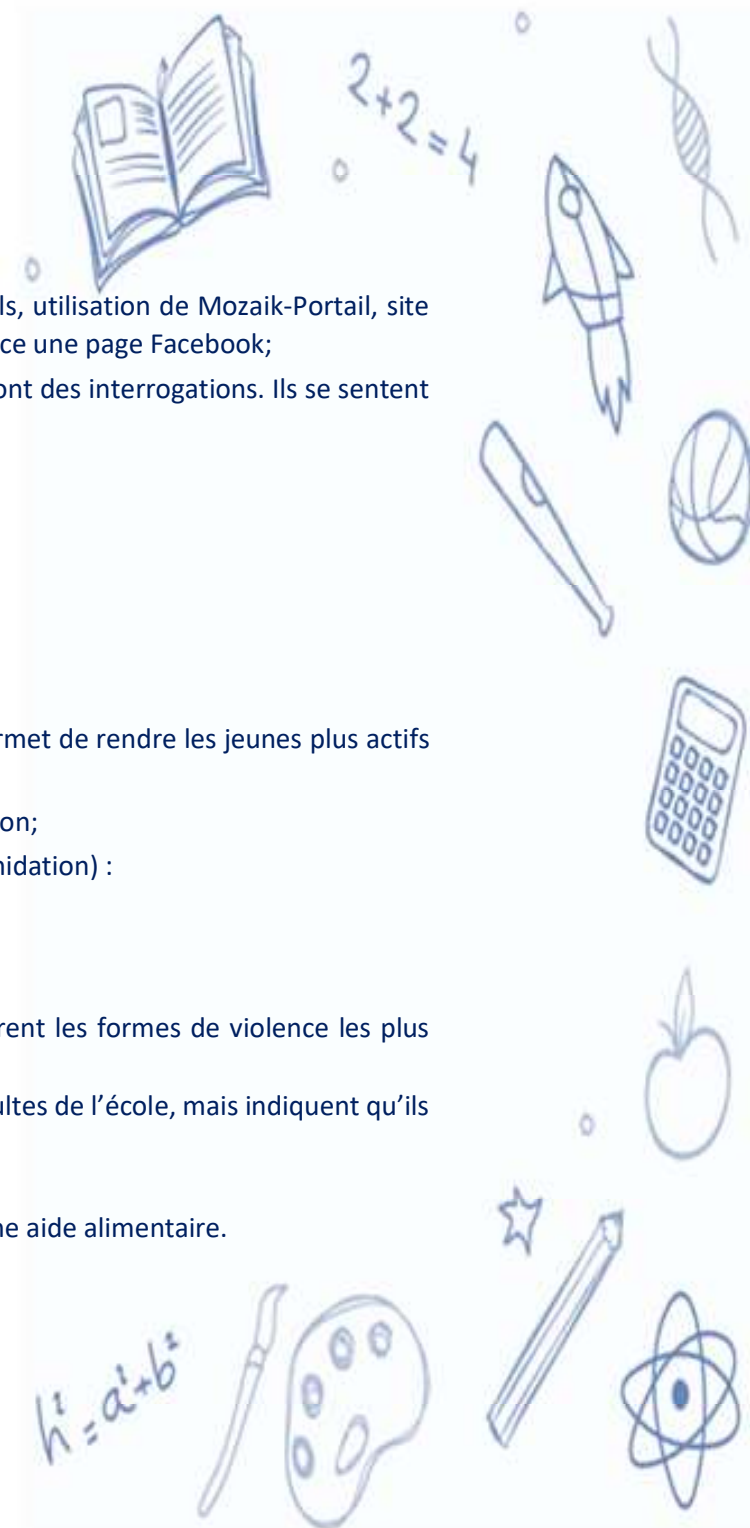 2+2=4
ls, utilisation de Mozaik-Portail, site
ce une page Facebook;
ont des interrogations. Ils se sentent
rmet de rendre les jeunes plus actifs
on;
nidation) :
rent les formes de violence les plus
ultes de l’école, mais indiquent qu’ils
ne aide alimentaire.
h²=a²+b²